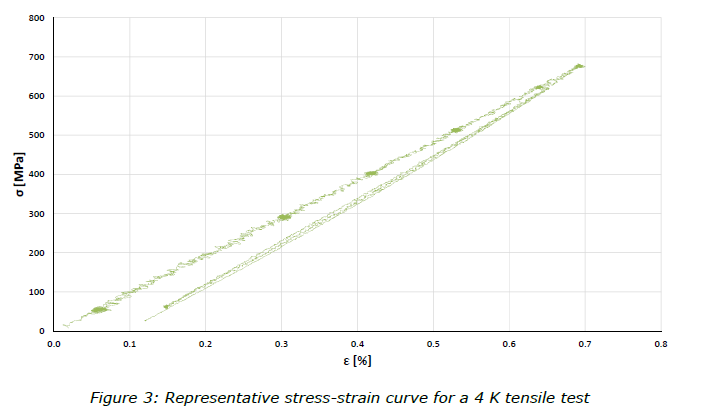 800
700
600
500
400
300
200
100
0
σ [MPa]
0.0 0.1 0.2 0.3 0.4 0.5 0.6 0.7 0.8
ε [%]
Figure 3: Representative stress-strain curve for a 4 K tensile test